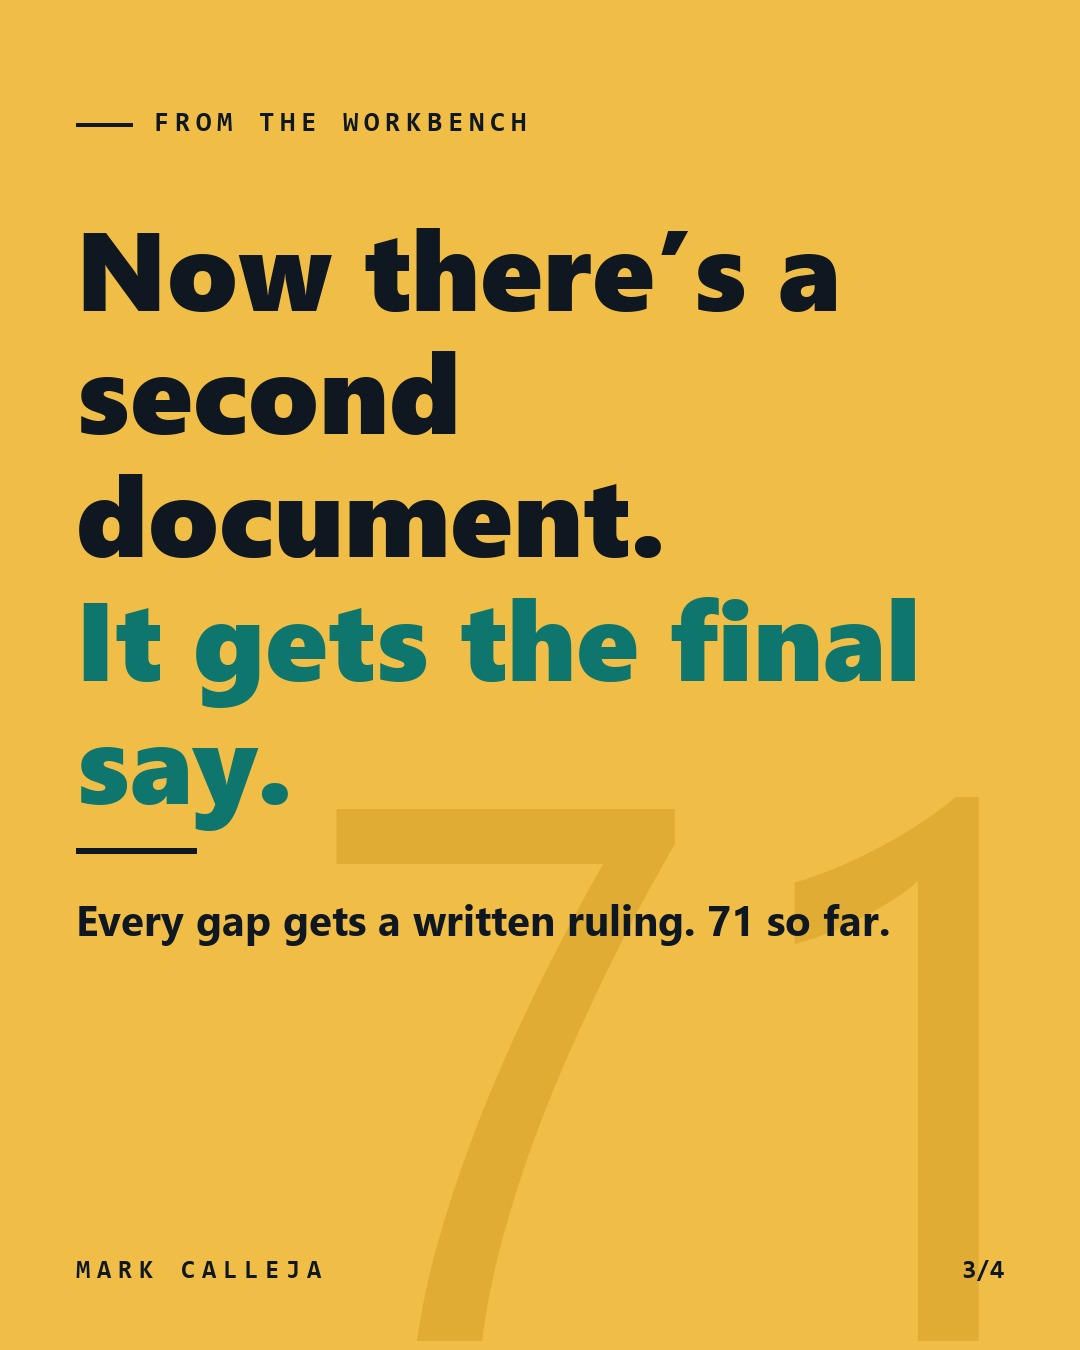 FROM THE WORKBENCH
Now there’s a
second
document.
It gets the final
say.
71
Every gap gets a written ruling. 71 so far.
MARK CALLEJA
3/4